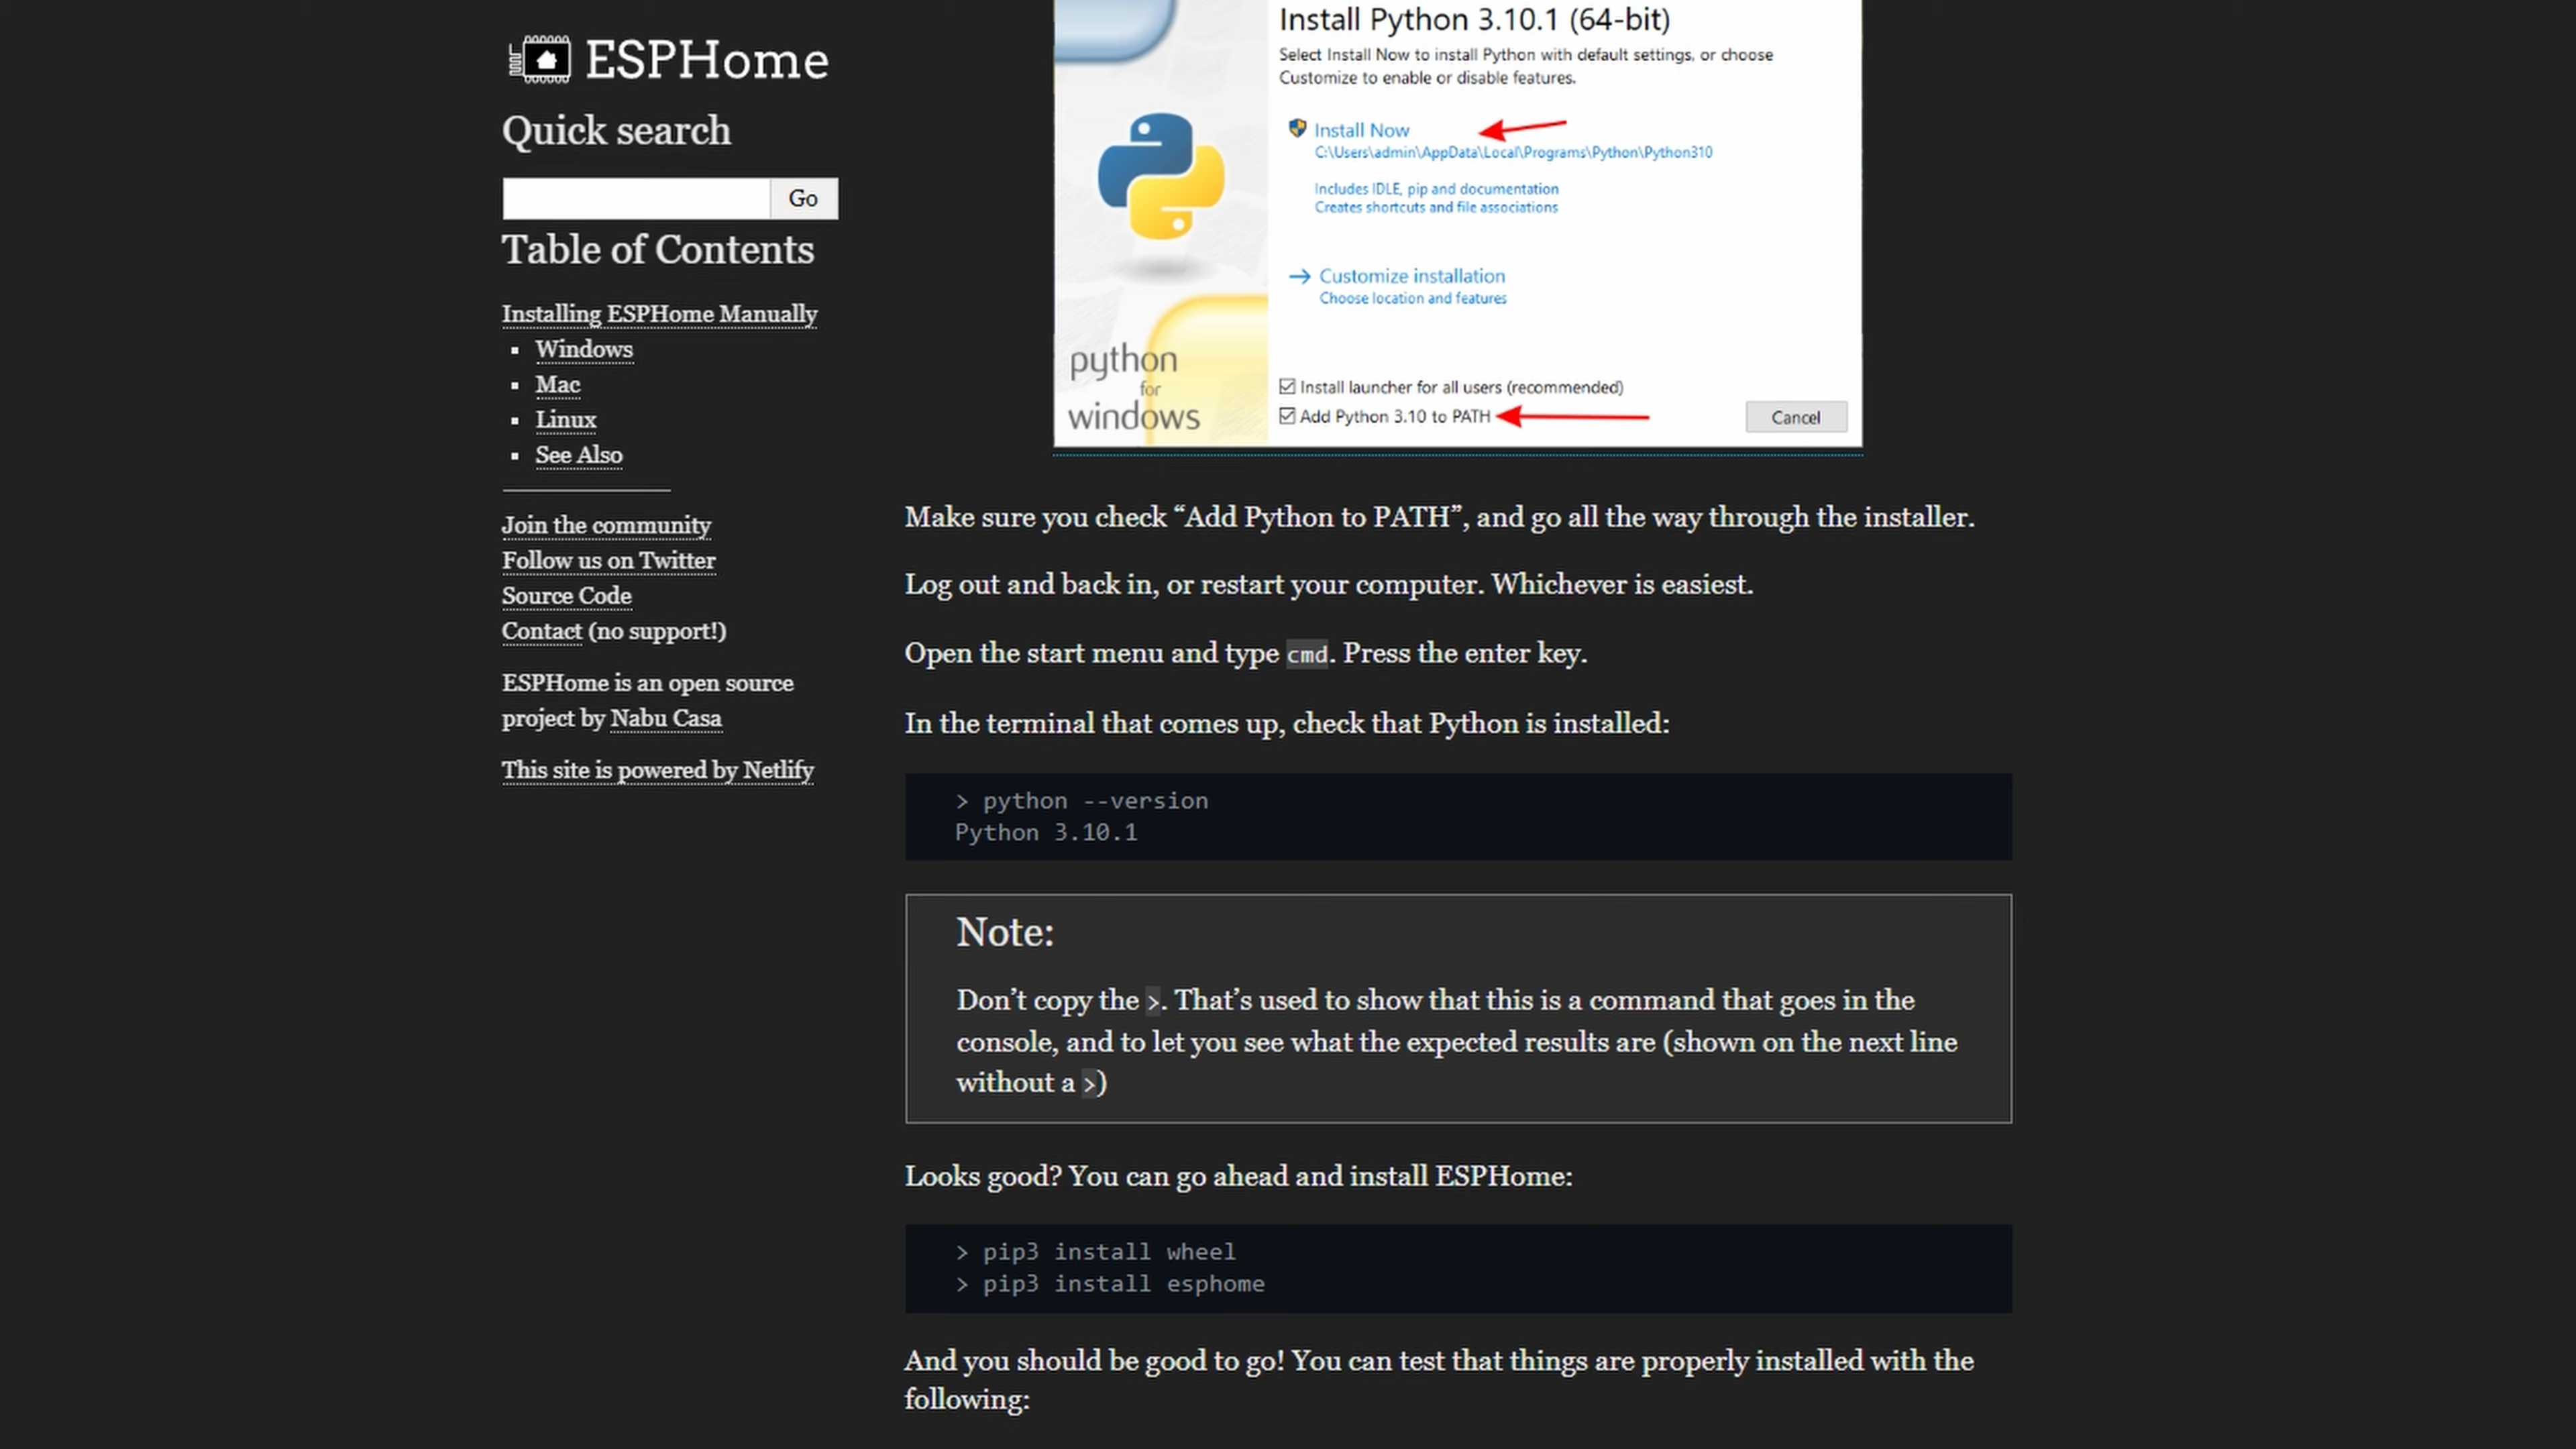 ESPHome
Quick search
Go
Table of Contents
Installing ESPHome Manually
▪ Windows
▪ Mac
▪ Linux
▪ See Also
Join the community
Follow us on Twitter
Source Code
Contact (no support!)
ESPHome is an open source
project by Nabu Casa
This site is powered by Netlify
Install Python 3.10.1 (64-bit)
Select Install Now to install Python with default settings, or choose
Customize to enable or disable features.
Install Now
C:\Users\admin\AppData\Local\Programs\Python\Python310
Includes IDLE, pip and documentation
Creates shortcuts and file associations
→ Customize installation
Choose location and features
python
for
windows
Install launcher for all users (recommended)
Add Python 3.10 to PATH
Cancel
Make sure you check “Add Python to PATH”, and go all the way through the installer.
Log out and back in, or restart your computer. Whichever is easiest.
Open the start menu and type cmd. Press the enter key.
In the terminal that comes up, check that Python is installed:
> python --version
Python 3.10.1
Note:
Don’t copy the >. That’s used to show that this is a command that goes in the
console, and to let you see what the expected results are (shown on the next line
without a >)
Looks good? You can go ahead and install ESPHome:
> pip3 install wheel
> pip3 install esphome
And you should be good to go! You can test that things are properly installed with the
following: